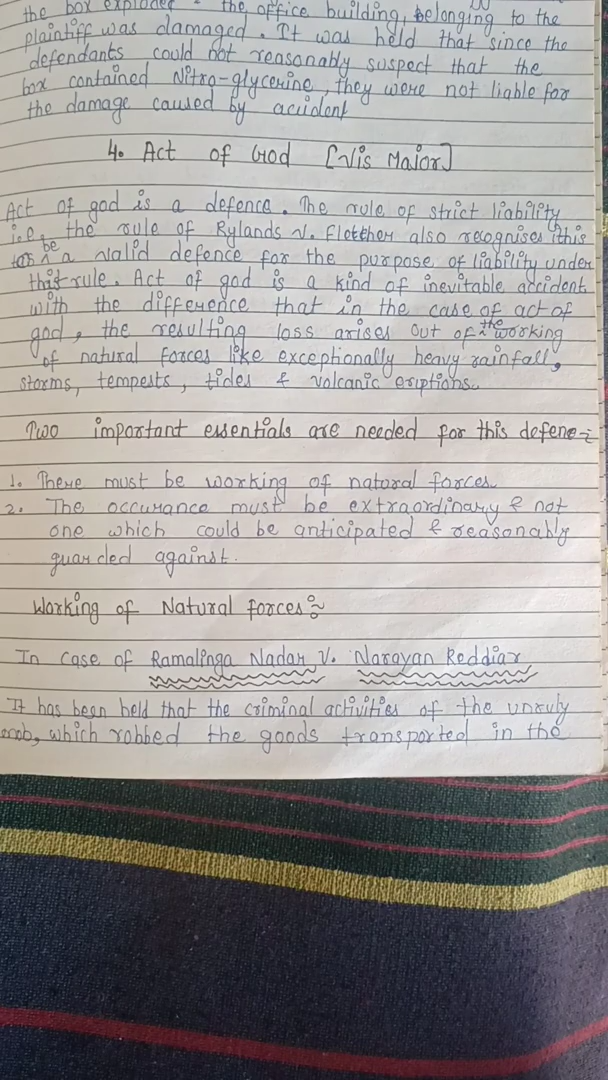 the box exploded & the office building, belonging to the
plaintiff was damaged. It was held that since the
defendants could not reasonably suspect that the
box contained Nitro-glycerine, they were not liable for
the damage caused by accident
4. Act of God [Vis Major]
Act of god is a defence. The rule of strict liability
i.e, the rule of Rylands v. Fletcher also recognises this
to be a valid defence for the purpose of liability under
that rule. Act of god is a kind of inevitable accident
with the difference that in the case of act of
god, the resulting loss arises out of the working
of natural forces like exceptionally heavy rainfall,
storms, tempests, tides & volcanic eruptions.
Two important essentials are needed for this defene-:
1. There must be working of natural forces.
2. The occurance must be extraordinary & not
one which could be anticipated & reasonably
guarded against.
Working of Natural forces :~
In case of Ramalinga Nadar V. Narayan Reddiar
It has been held that the criminal activities of the unruly
mob, which robbed the goods transported in the